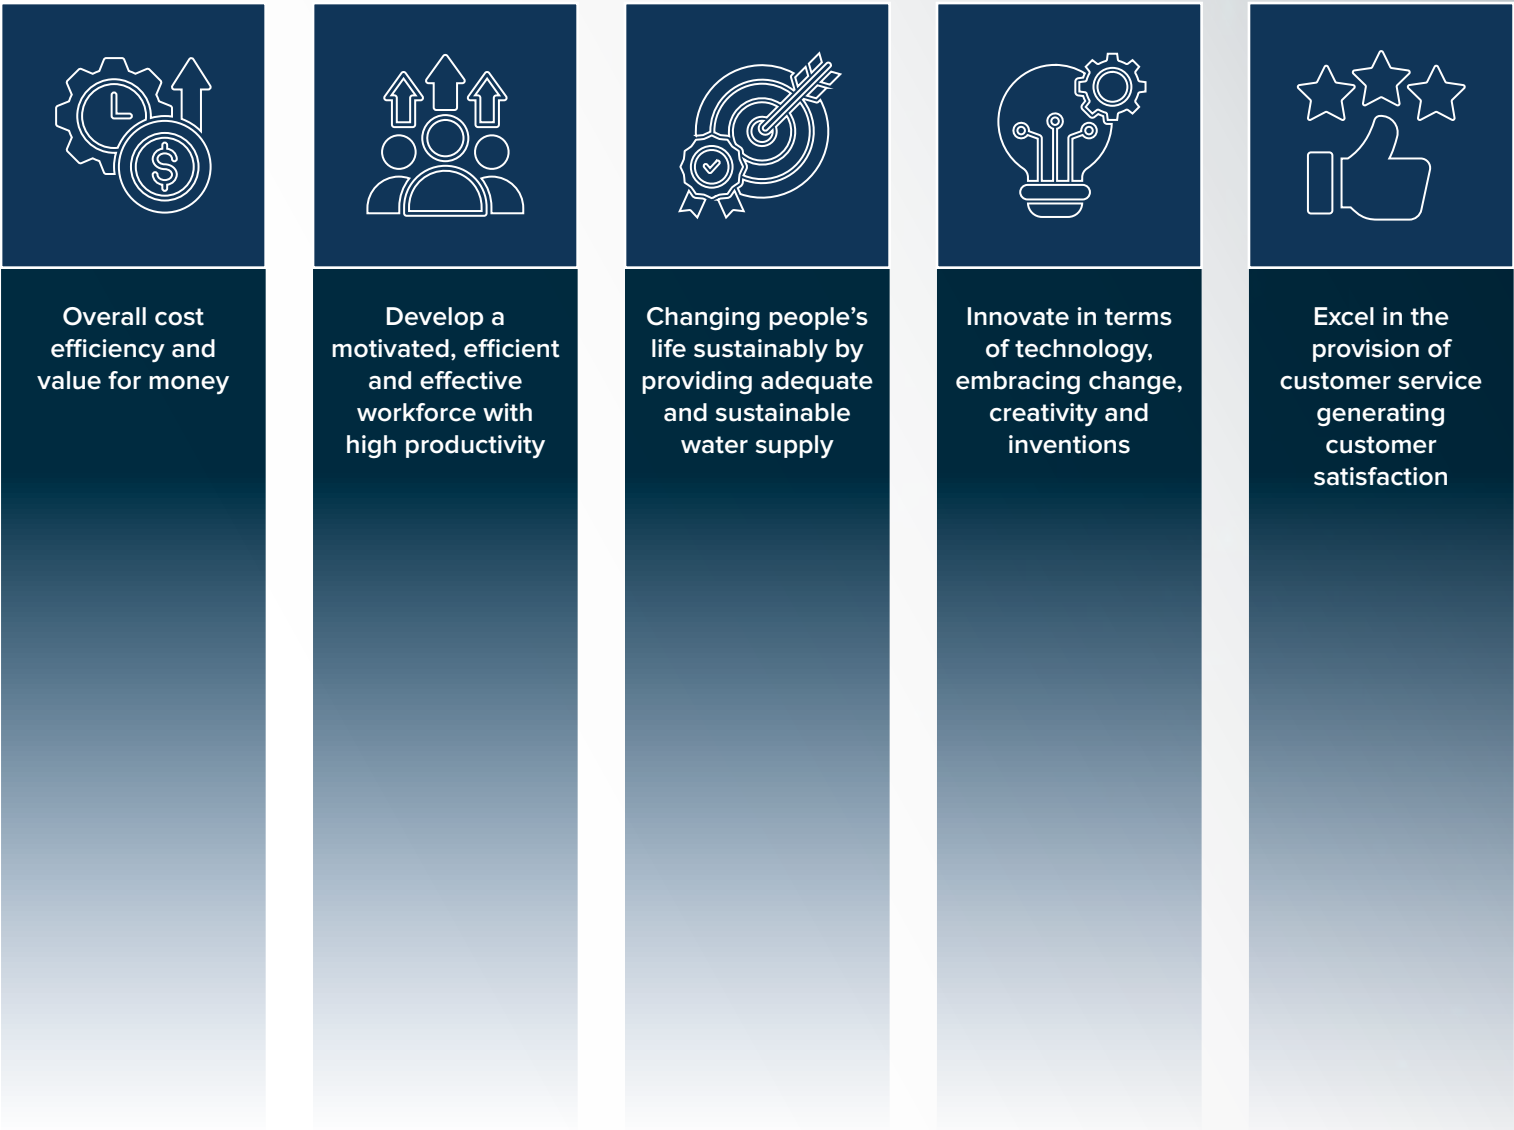 Overall cost
efficiency and
value for money
Develop a
motivated, efficient
and effective
workforce with
high productivity
Changing people’s
life sustainably by
providing adequate
and sustainable
water supply
Innovate in terms
of technology,
embracing change,
creativity and
inventions
Excel in the
provision of
customer service
generating
customer
satisfaction